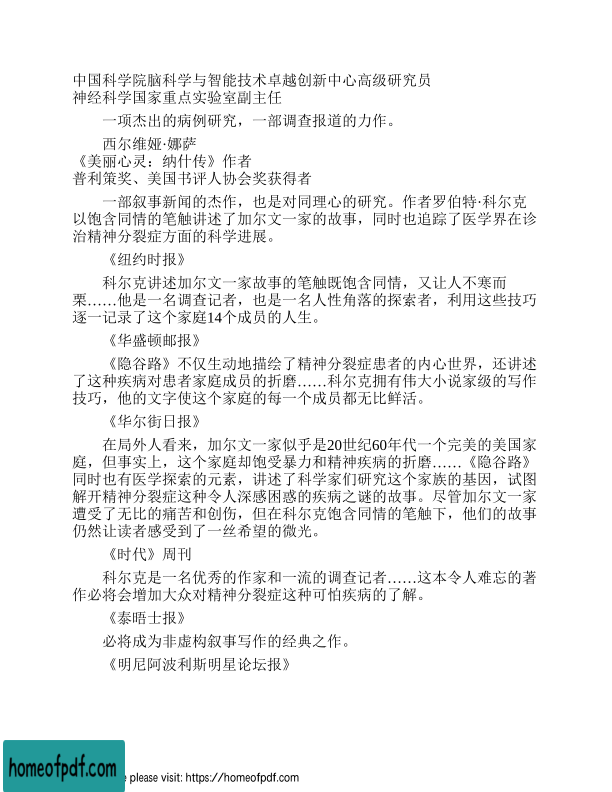 中国科学院脑科学与智能技术卓越创新中心高级研究员
神经科学国家重点实验室副主任
一项杰出的病例研究，一部调查报道的力作。
西尔维娅·娜萨
《美丽心灵：纳什传》作者
普利策奖、美国书评人协会奖获得者
一部叙事新闻的杰作，也是对同理心的研究。作者罗伯特·科尔克
以饱含同情的笔触讲述了加尔文一家的故事，同时也追踪了医学界在诊
治精神分裂症方面的科学进展。
《纽约时报》
科尔克讲述加尔文一家故事的笔触既饱含同情，又让人不寒而
栗……他是一名调查记者，也是一名人性角落的探索者，利用这些技巧
逐一记录了这个家庭14个成员的人生。
《华盛顿邮报》
《隐谷路》不仅生动地描绘了精神分裂症患者的内心世界，还讲述
了这种疾病对患者家庭成员的折磨……科尔克拥有伟大小说家级的写作
技巧，他的文字使这个家庭的每一个成员都无比鲜活。
《华尔街日报》
在局外人看来，加尔文一家似乎是20世纪60年代一个完美的美国家
庭，但事实上，这个家庭却饱受暴力和精神疾病的折磨……《隐谷路》
同时也有医学探索的元素，讲述了科学家们研究这个家族的基因，试图
解开精神分裂症这种令人深感困惑的疾病之谜的故事。尽管加尔文一家
遭受了无比的痛苦和创伤，但在科尔克饱含同情的笔触下，他们的故事
仍然让读者感受到了一丝希望的微光。
《时代》周刊
科尔克是一名优秀的作家和一流的调查记者……这本令人难忘的著
作必将会增加大众对精神分裂症这种可怕疾病的了解。
《泰晤士报》
必将成为非虚构叙事写作的经典之作。
《明尼阿波利斯明星论坛报》
homeofpdf.com
please visit: https://homeofpdf.com